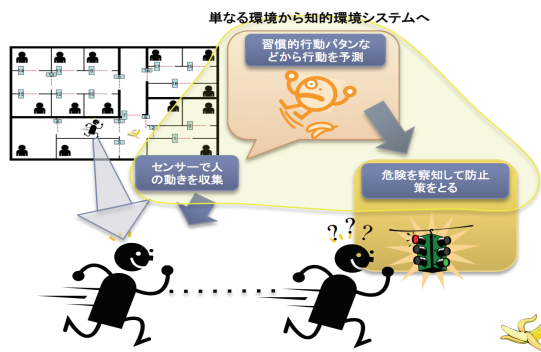 単なる環境から知的環境システムへ
習慣的行動パタンな
どから行動を予測
センサーで人
の動きを収集
危険を察知して防止
策をとる
? ? ?